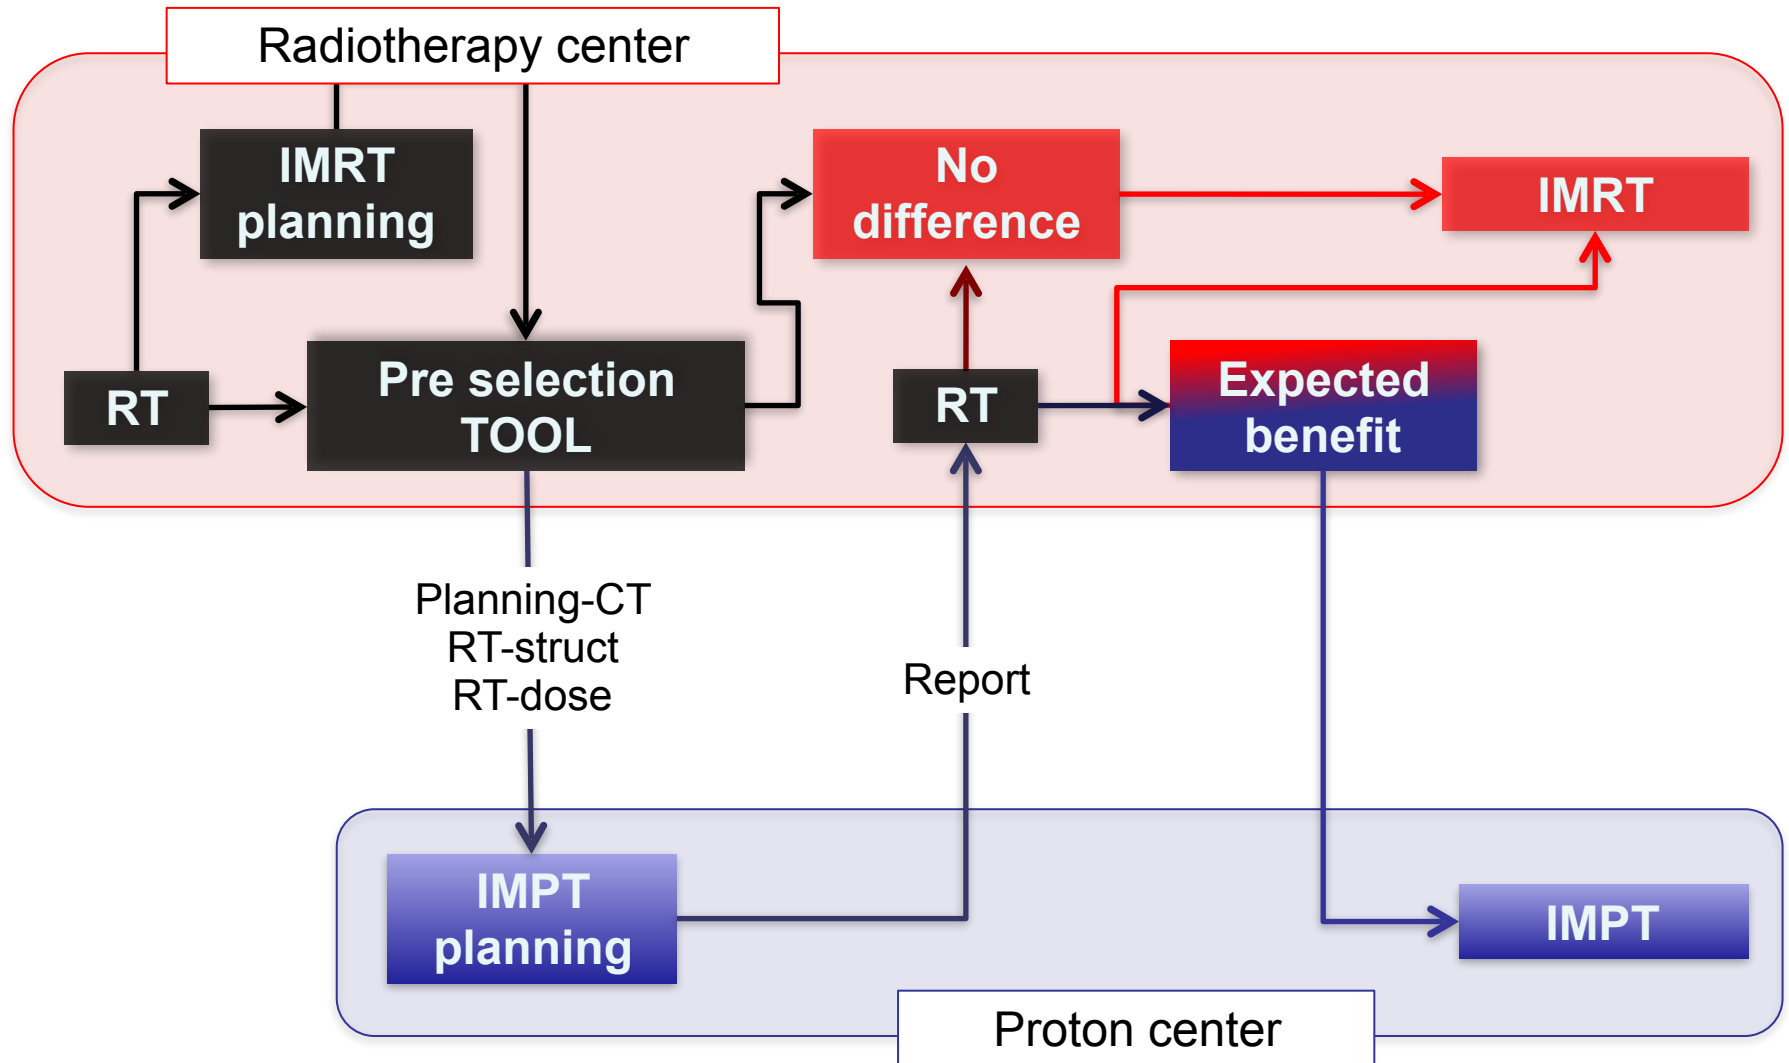 Radiotherapy center
IMRT
planning
No
difference
IMRT
RT
Pre selection
TOOL
RT
Expected
benefit
Planning-CT
RT-struct
RT-dose
Report
IMPT
planning
IMPT
Proton center